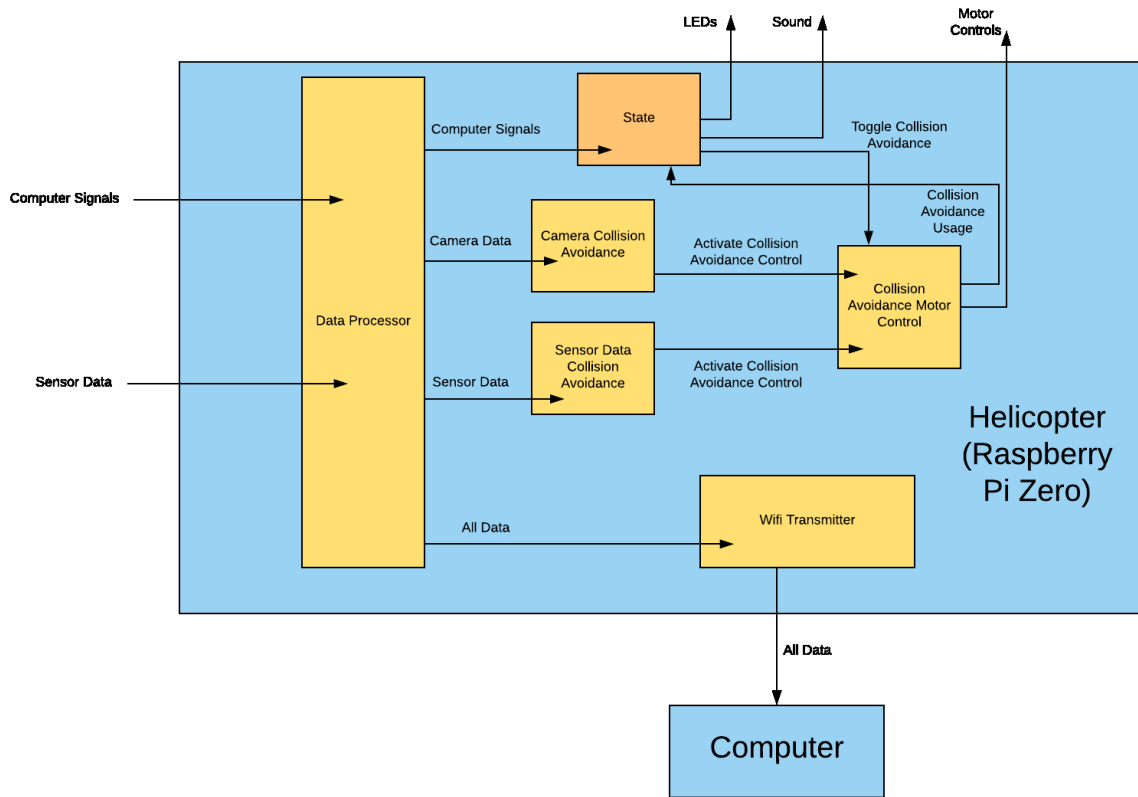 LEDs
Sound
Motor
Controls
State
Computer Signals
Toggle Collision
Avoidance
Computer Signals
Collision
Avoidance
Usage
Camera Data
Camera Collision
Avoidance
Activate Collision
Avoidance Control
Collision
Avoidance Motor
Control
Data Processor
Sensor Data
Sensor Data
Sensor Data
Collision
Avoidance
Activate Collision
Avoidance Control
Helicopter
(Raspberry
Pi Zero)
All Data
Wifi Transmitter
All Data
Computer